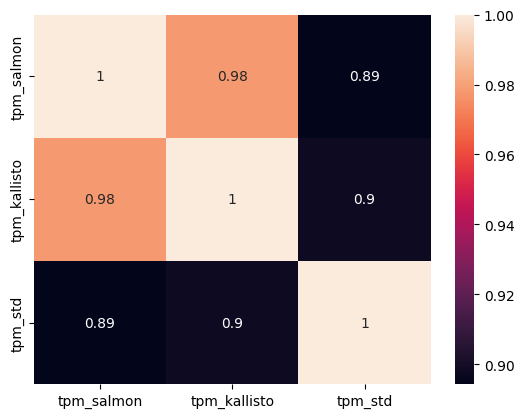 tpm_salmon
1
0.98
0.89
tpm_kallisto
0.98
1
0.9
tpm_std
0.89
0.9
1
tpm_salmon
tpm_kallisto
tpm_std
1.00
0.98
0.96
0.94
0.92
0.90